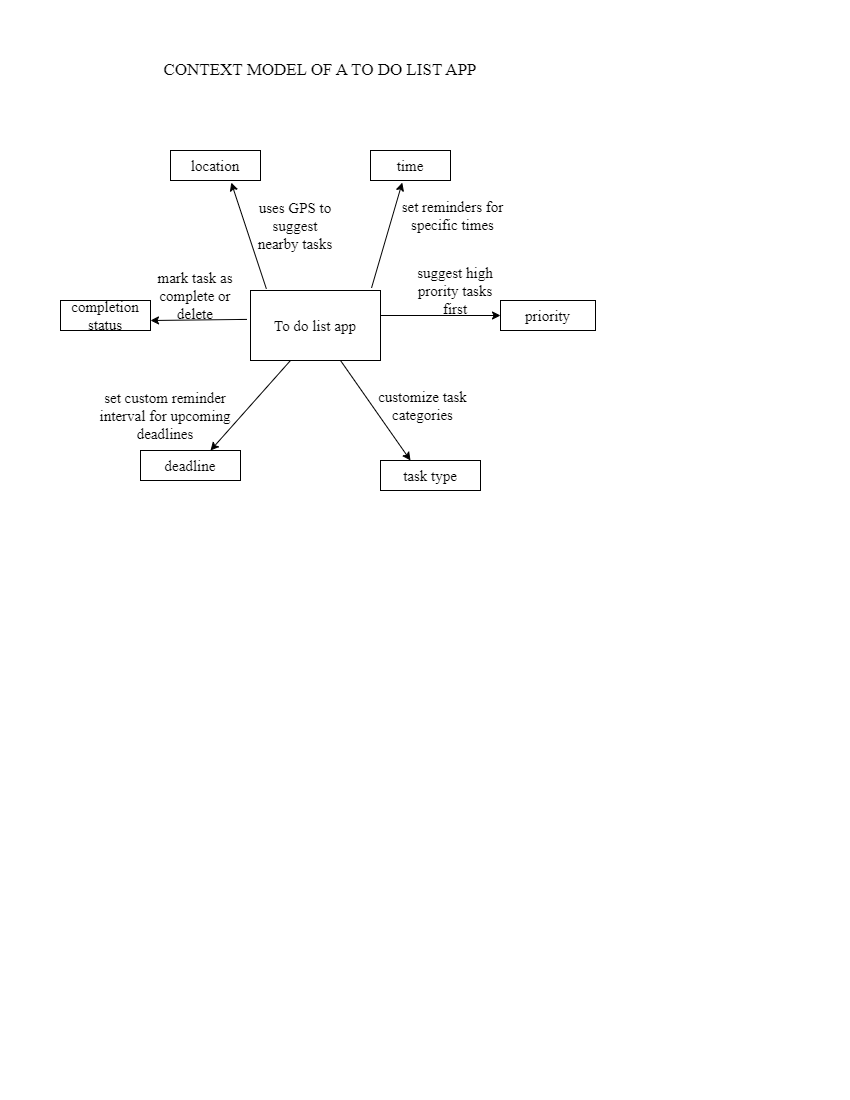 CONTEXT MODEL OF A TO DO LIST APP
location
time
uses GPS to
suggest
nearby tasks
set reminders for
specific times
mark task as
complete or
delete
suggest high
prority tasks
first
completion
status
To do list app
priority
set custom reminder
interval for upcoming
deadlines
customize task
categories
deadline
task type